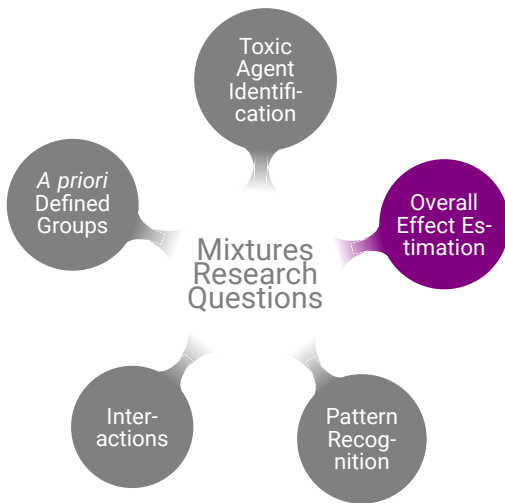 Toxic
Agent
Identifi-
cation
A priori
Defined
Groups
Overall
Effect Es-
timation
Mixtures
Research
Questions
Inter-
actions
Pattern
Recog-
nition